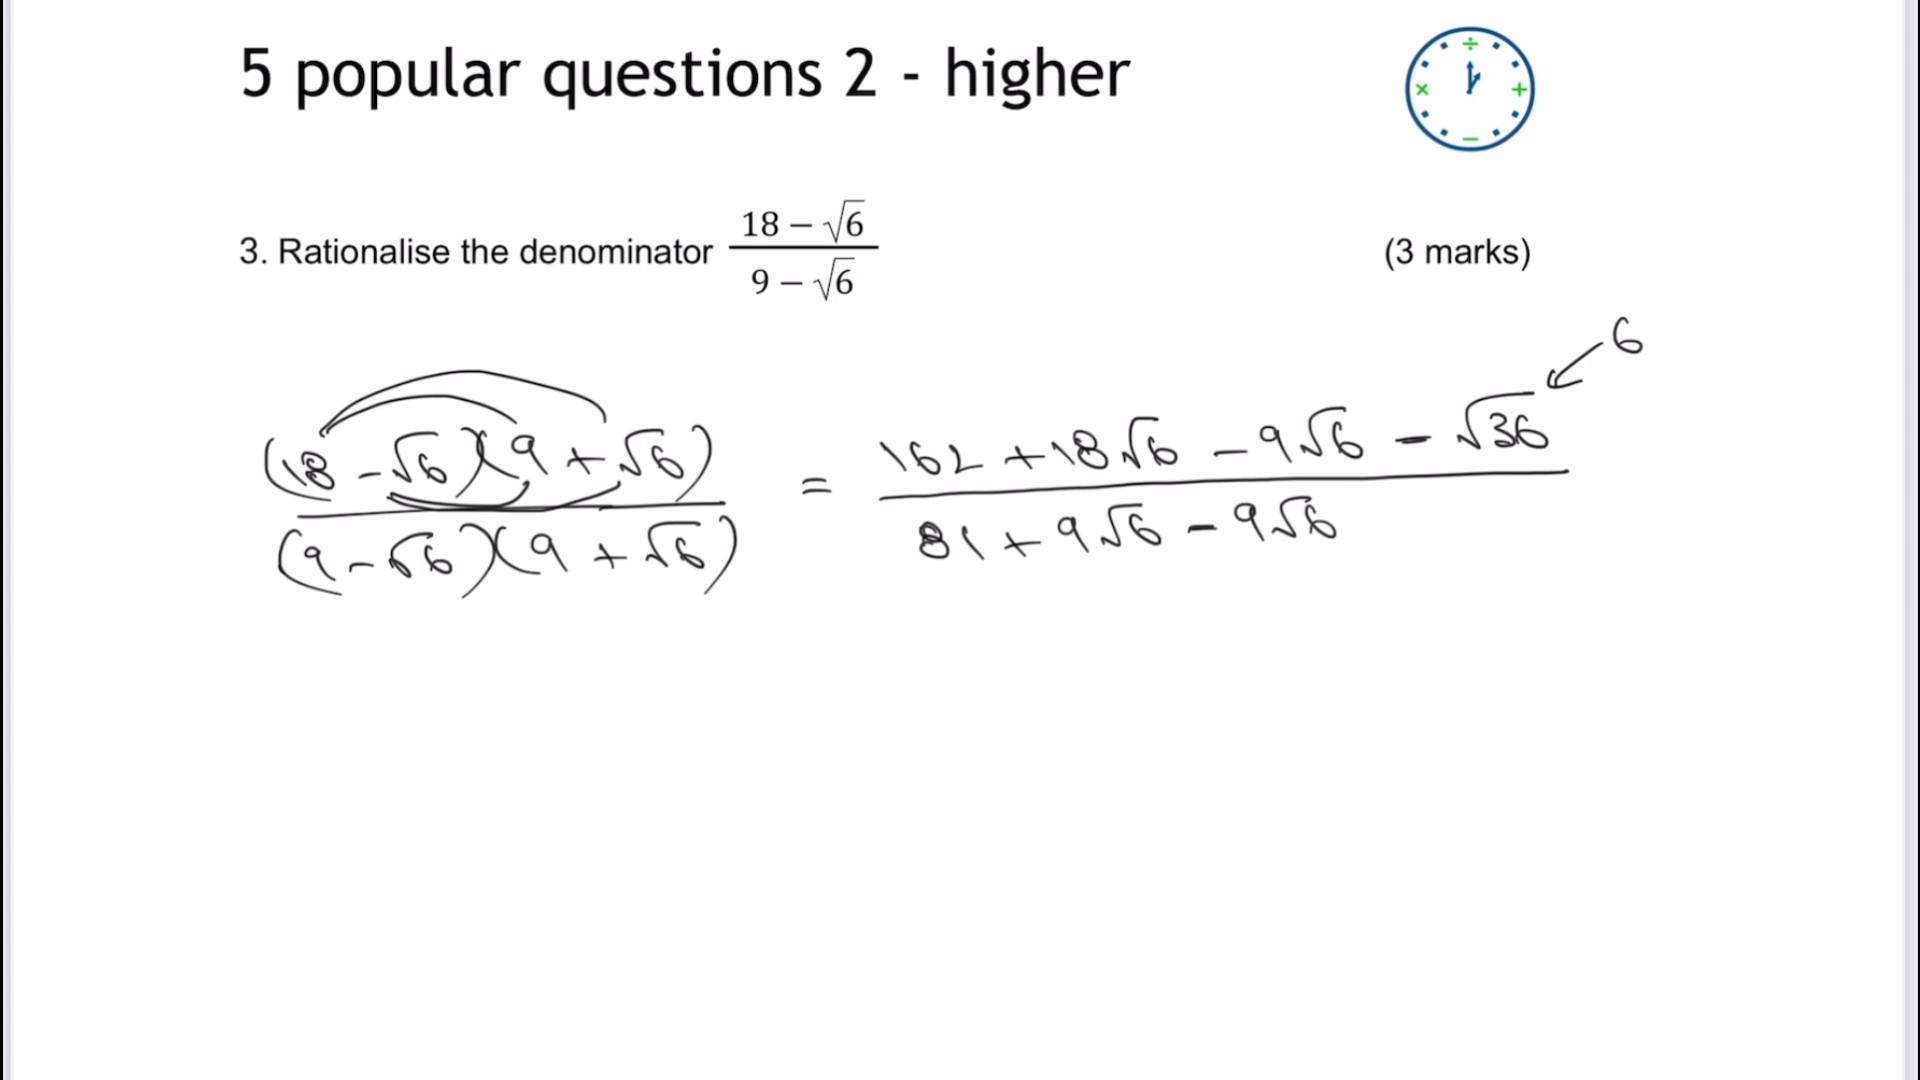 5 popular questions 2 - higher
÷
× +
−
3. Rationalise the denominator (18 − √6)/(9 − √6) (3 marks)
6
(18 - √6)(9 + √6) = 162 + 18√6 - 9√6 - √36
(9 - √6)(9 + √6) 81 + 9√6 - 9√6